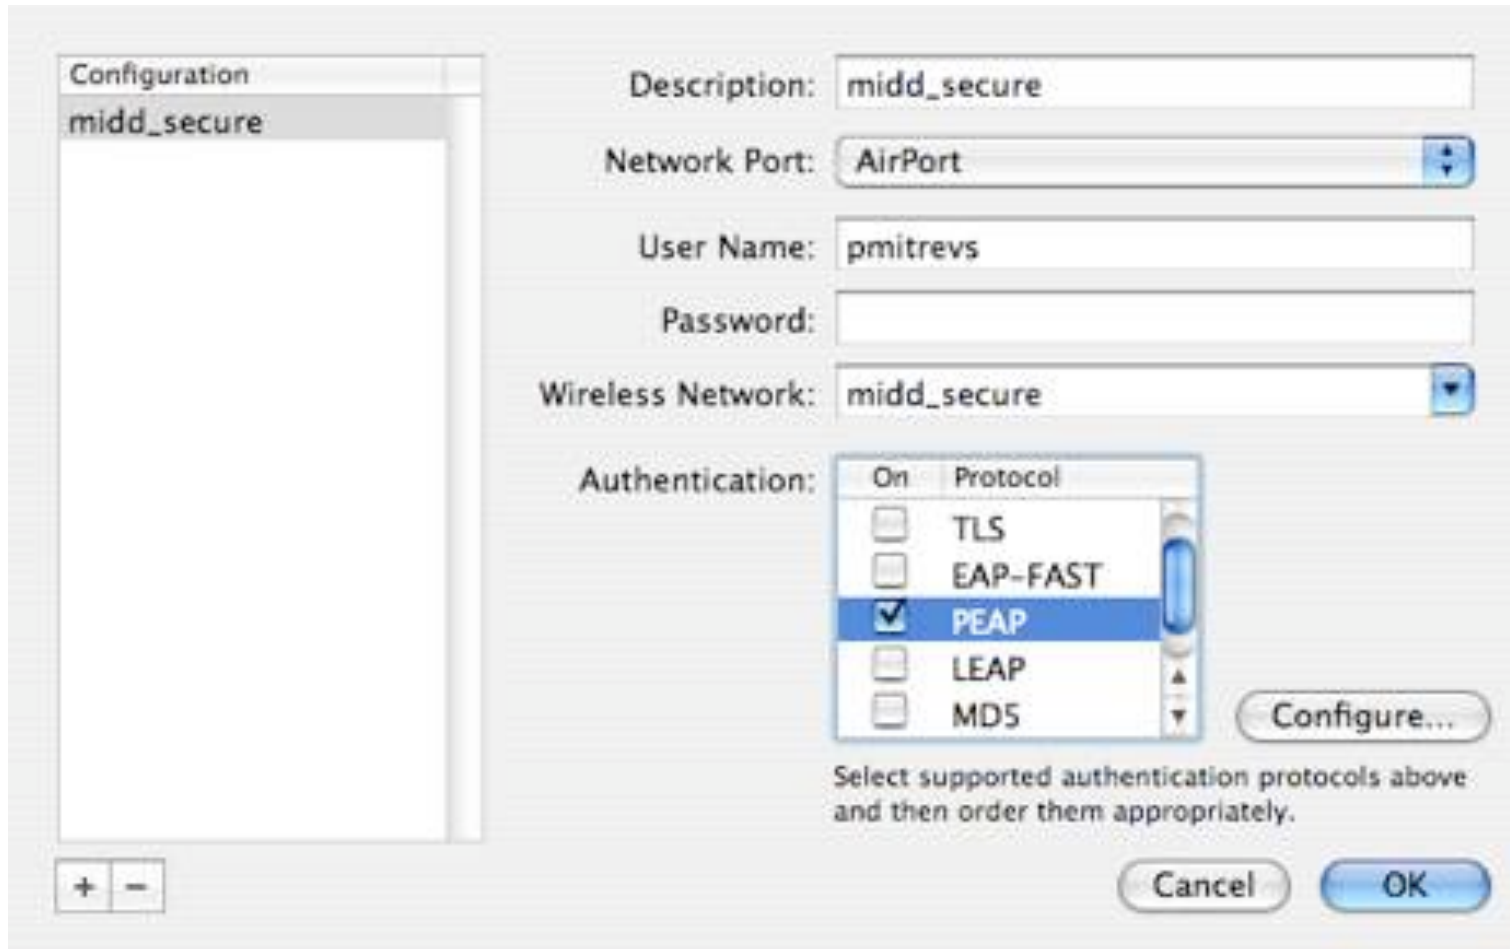 Configuration
midd_secure
Description: midd_secure
Network Port: AirPort
User Name: pmitrevs
Password:
Wireless Network: midd_secure
Authentication:
On Protocol
TLS
EAP-FAST
PEAP
LEAP
MD5
Configure...
Select supported authentication protocols above
and then order them appropriately.
+ −
Cancel OK